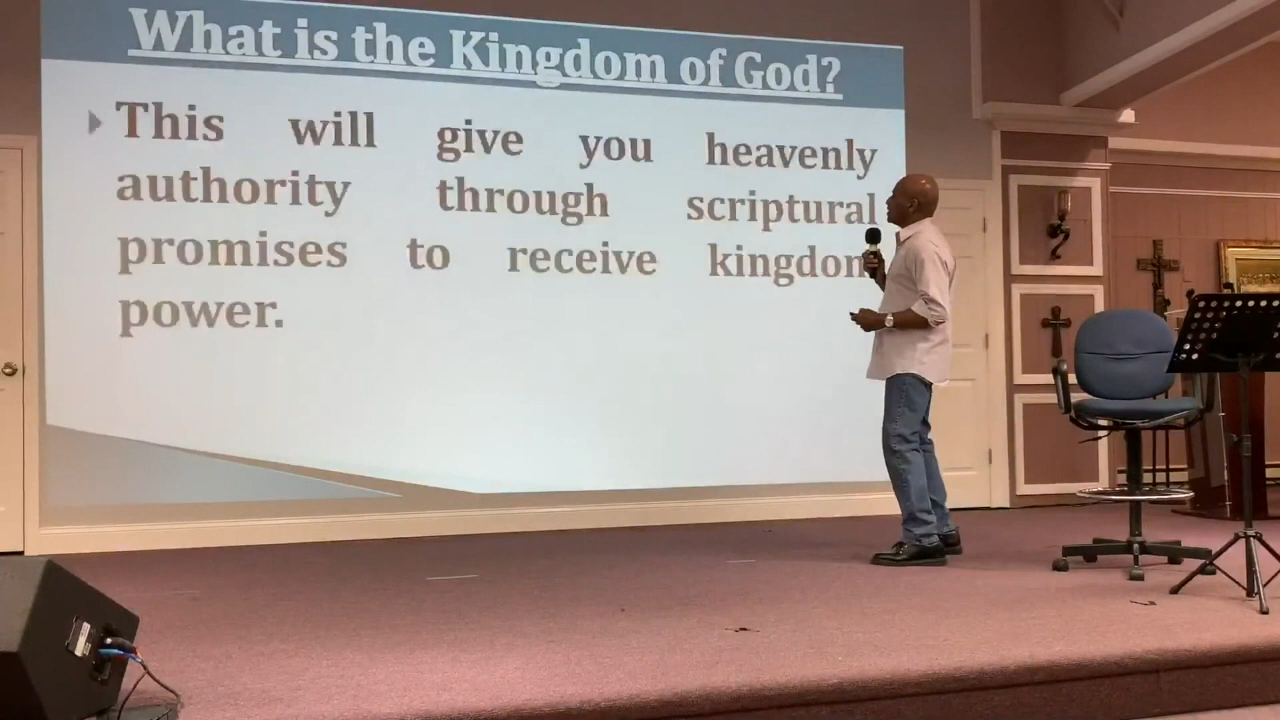 What is the Kingdom of God?
This will give you heavenly
authority through scriptural
promises to receive kingdom
power.